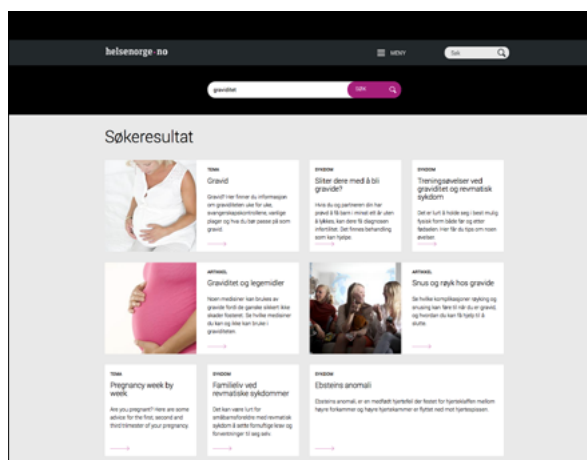 helsenorge.no
MENY
Søk
graviditet
SØK
Søkeresultat
TEMA
Gravid
Gravid? Her finner du informasjon
om graviditeten uke for uke,
svangerskapskontrollene, vanlige
plager og hva du bør passe på som
gravid.
SYKDOM
Sliter dere med å bli
gravide?
Hvis du og partneren din har
prøvd å få barn i minst ett år uten
å lykkes, kan dere få diagnosen
infertilitet. Det finnes behandling
som kan hjelpe.
SYKDOM
Treningsøvelser ved
graviditet og revmatisk
sykdom
Det er lurt å holde seg i best mulig
fysisk form både før og etter
fødselen. Her får du tips om noen
øvelser.
ARTIKKEL
Graviditet og legemidler
Noen medisiner kan brukes av
gravide fordi de ganske sikkert ikke
skader fosteret. Se hvilke medisiner
du kan og ikke kan bruke i
graviditeten.
ARTIKKEL
Snus og røyk hos gravide
Se hvilke komplikasjoner røyking og
snusing kan føre til når du er gravid,
og hvordan du kan få hjelp til å
slutte.
TEMA
Pregnancy week by
week
Are you pregnant? Here are some
advice for the first, second and
third trimester of your pregnancy.
SYKDOM
Familieliv ved
revmatiske sykdommer
Det kan være lurt for
småbarnsforeldre med revmatisk
sykdom å sette fornuftige krav og
forventninger til seg selv.
SYKDOM
Ebsteins anomali
Ebsteins anomali, er en medfødt hjertefeil der festet for hjerteklaffen mellom
høyre forkammer og høyre hjertekammer er flyttet ned mot hjertespissen.